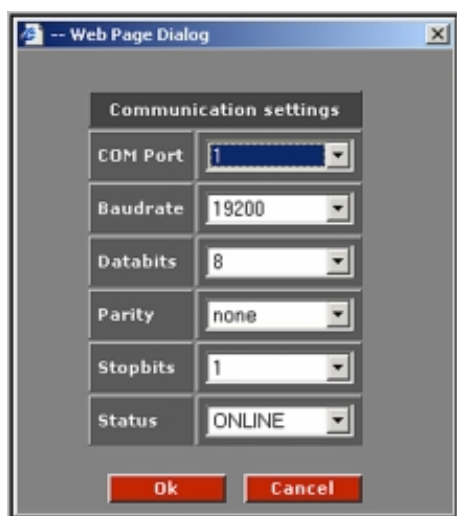 -- Web Page Dialog
Communication settings
COM Port 1
Baudrate 19200
Databits 8
Parity none
Stopbits 1
Status ONLINE
Ok Cancel